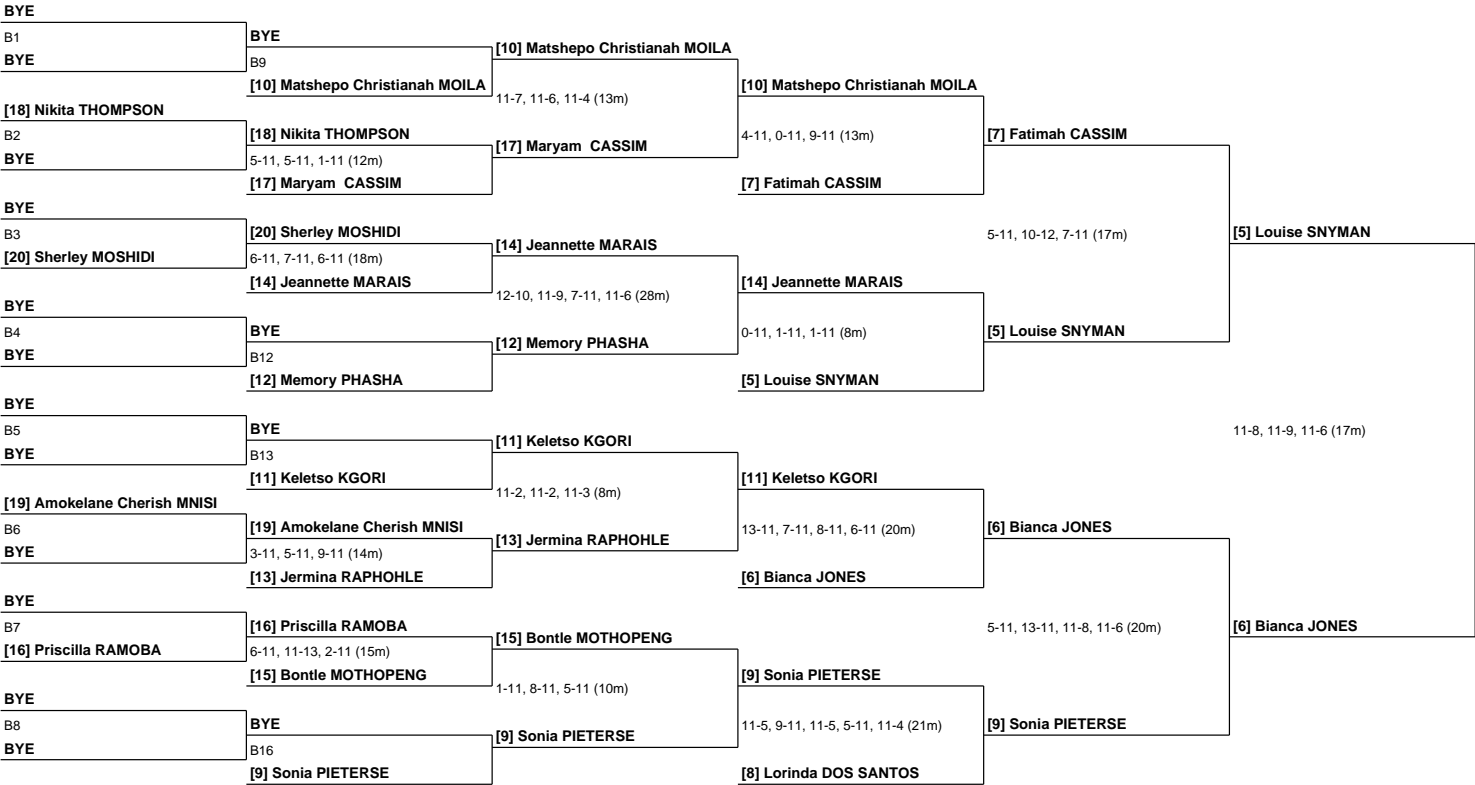 BYE
B1
BYE
[18] Nikita THOMPSON
B2
BYE
BYE
B3
[20] Sherley MOSHIDI
BYE
B4
BYE
BYE
B5
BYE
[19] Amokelane Cherish MNISI
B6
BYE
BYE
B7
[16] Priscilla RAMOBA
BYE
B8
BYE
BYE
B9
[10] Matshepo Christianah MOILA
[18] Nikita THOMPSON
5-11, 5-11, 1-11 (12m)
[17] Maryam  CASSIM
[20] Sherley MOSHIDI
6-11, 7-11, 6-11 (18m)
[14] Jeannette MARAIS
BYE
B12
[12] Memory PHASHA
BYE
B13
[11] Keletso KGORI
[19] Amokelane Cherish MNISI
3-11, 5-11, 9-11 (14m)
[13] Jermina RAPHOHLE
[16] Priscilla RAMOBA
6-11, 11-13, 2-11 (15m)
[15] Bontle MOTHOPENG
BYE
B16
[9] Sonia PIETERSE
[10] Matshepo Christianah MOILA
11-7, 11-6, 11-4 (13m)
[17] Maryam  CASSIM
[14] Jeannette MARAIS
12-10, 11-9, 7-11, 11-6 (28m)
[12] Memory PHASHA
[11] Keletso KGORI
11-2, 11-2, 11-3 (8m)
[13] Jermina RAPHOHLE
[15] Bontle MOTHOPENG
1-11, 8-11, 5-11 (10m)
[9] Sonia PIETERSE
[10] Matshepo Christianah MOILA
4-11, 0-11, 9-11 (13m)
[7] Fatimah CASSIM
[14] Jeannette MARAIS
0-11, 1-11, 1-11 (8m)
[5] Louise SNYMAN
[11] Keletso KGORI
13-11, 7-11, 8-11, 6-11 (20m)
[6] Bianca JONES
[9] Sonia PIETERSE
11-5, 9-11, 11-5, 5-11, 11-4 (21m)
[8] Lorinda DOS SANTOS
[7] Fatimah CASSIM
5-11, 10-12, 7-11 (17m)
[5] Louise SNYMAN
[6] Bianca JONES
5-11, 13-11, 11-8, 11-6 (20m)
[9] Sonia PIETERSE
[5] Louise SNYMAN
11-8, 11-9, 11-6 (17m)
[6] Bianca JONES